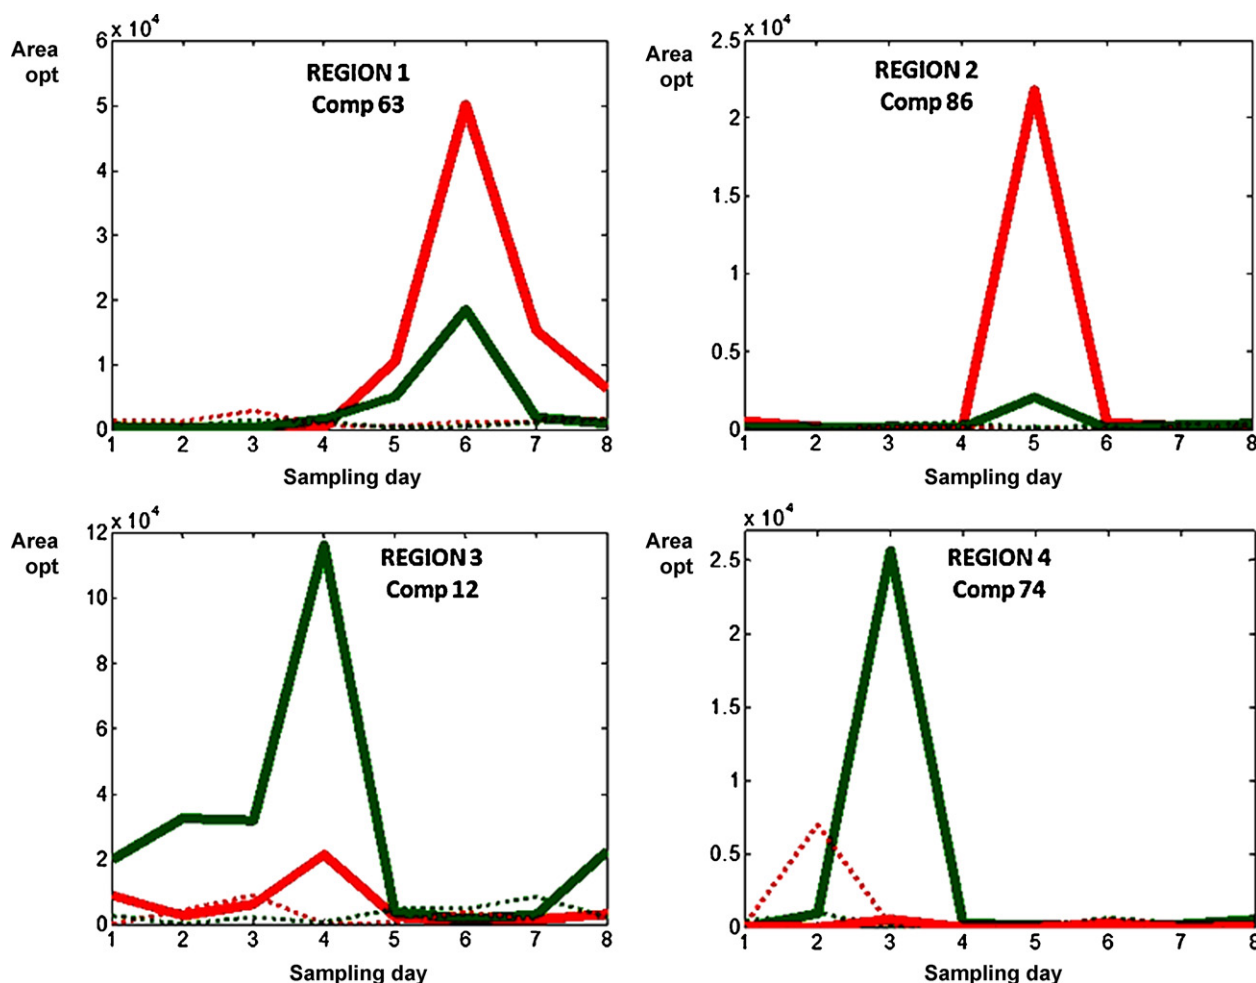 x 10⁴
Area
opt
REGION 1
Comp 63
6
5
4
3
2
1
0
1 2 3 4 5 6 7 8
Sampling day
x 10⁴
Area
opt
REGION 2
Comp 86
2.5
2
1.5
1
0.5
0
1 2 3 4 5 6 7 8
Sampling day
x 10⁴
Area
opt
REGION 3
Comp 12
12
10
8
6
4
2
0
1 2 3 4 5 6 7 8
Sampling day
x 10⁴
Area
opt
REGION 4
Comp 74
2.5
2
1.5
1
0.5
0
1 2 3 4 5 6 7 8
Sampling day